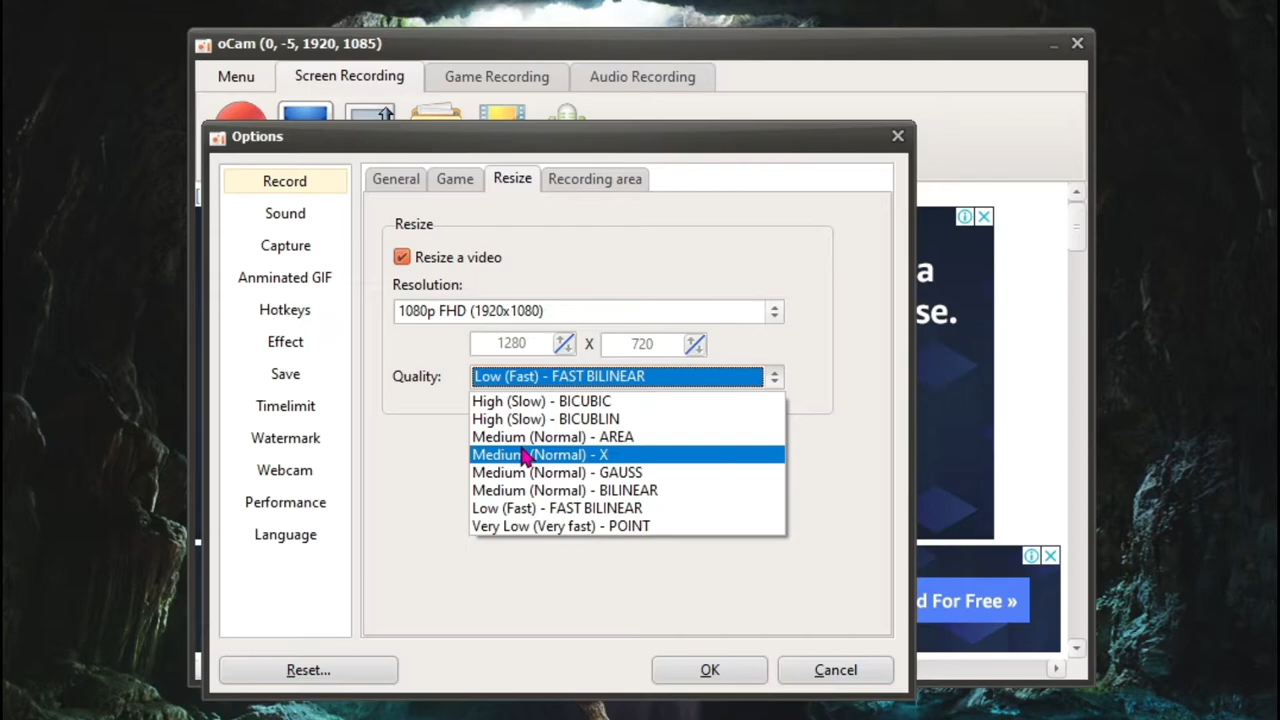 oCam (0, -5, 1920, 1085)
Menu
Screen Recording
Game Recording
Audio Recording
Options
Record
Sound
Capture
Anminated GIF
Hotkeys
Effect
Save
Timelimit
Watermark
Webcam
Performance
Language
General
Game
Resize
Recording area
Resize
Resize a video
Resolution:
1080p FHD (1920x1080)
1280 X 720
Quality: Low (Fast) - FAST BILINEAR
High (Slow) - BICUBIC
High (Slow) - BICUBLIN
Medium (Normal) - AREA
Medium (Normal) - X
Medium (Normal) - GAUSS
Medium (Normal) - BILINEAR
Low (Fast) - FAST BILINEAR
Very Low (Very fast) - POINT
Reset...
OK
Cancel
a
se.
d For Free »